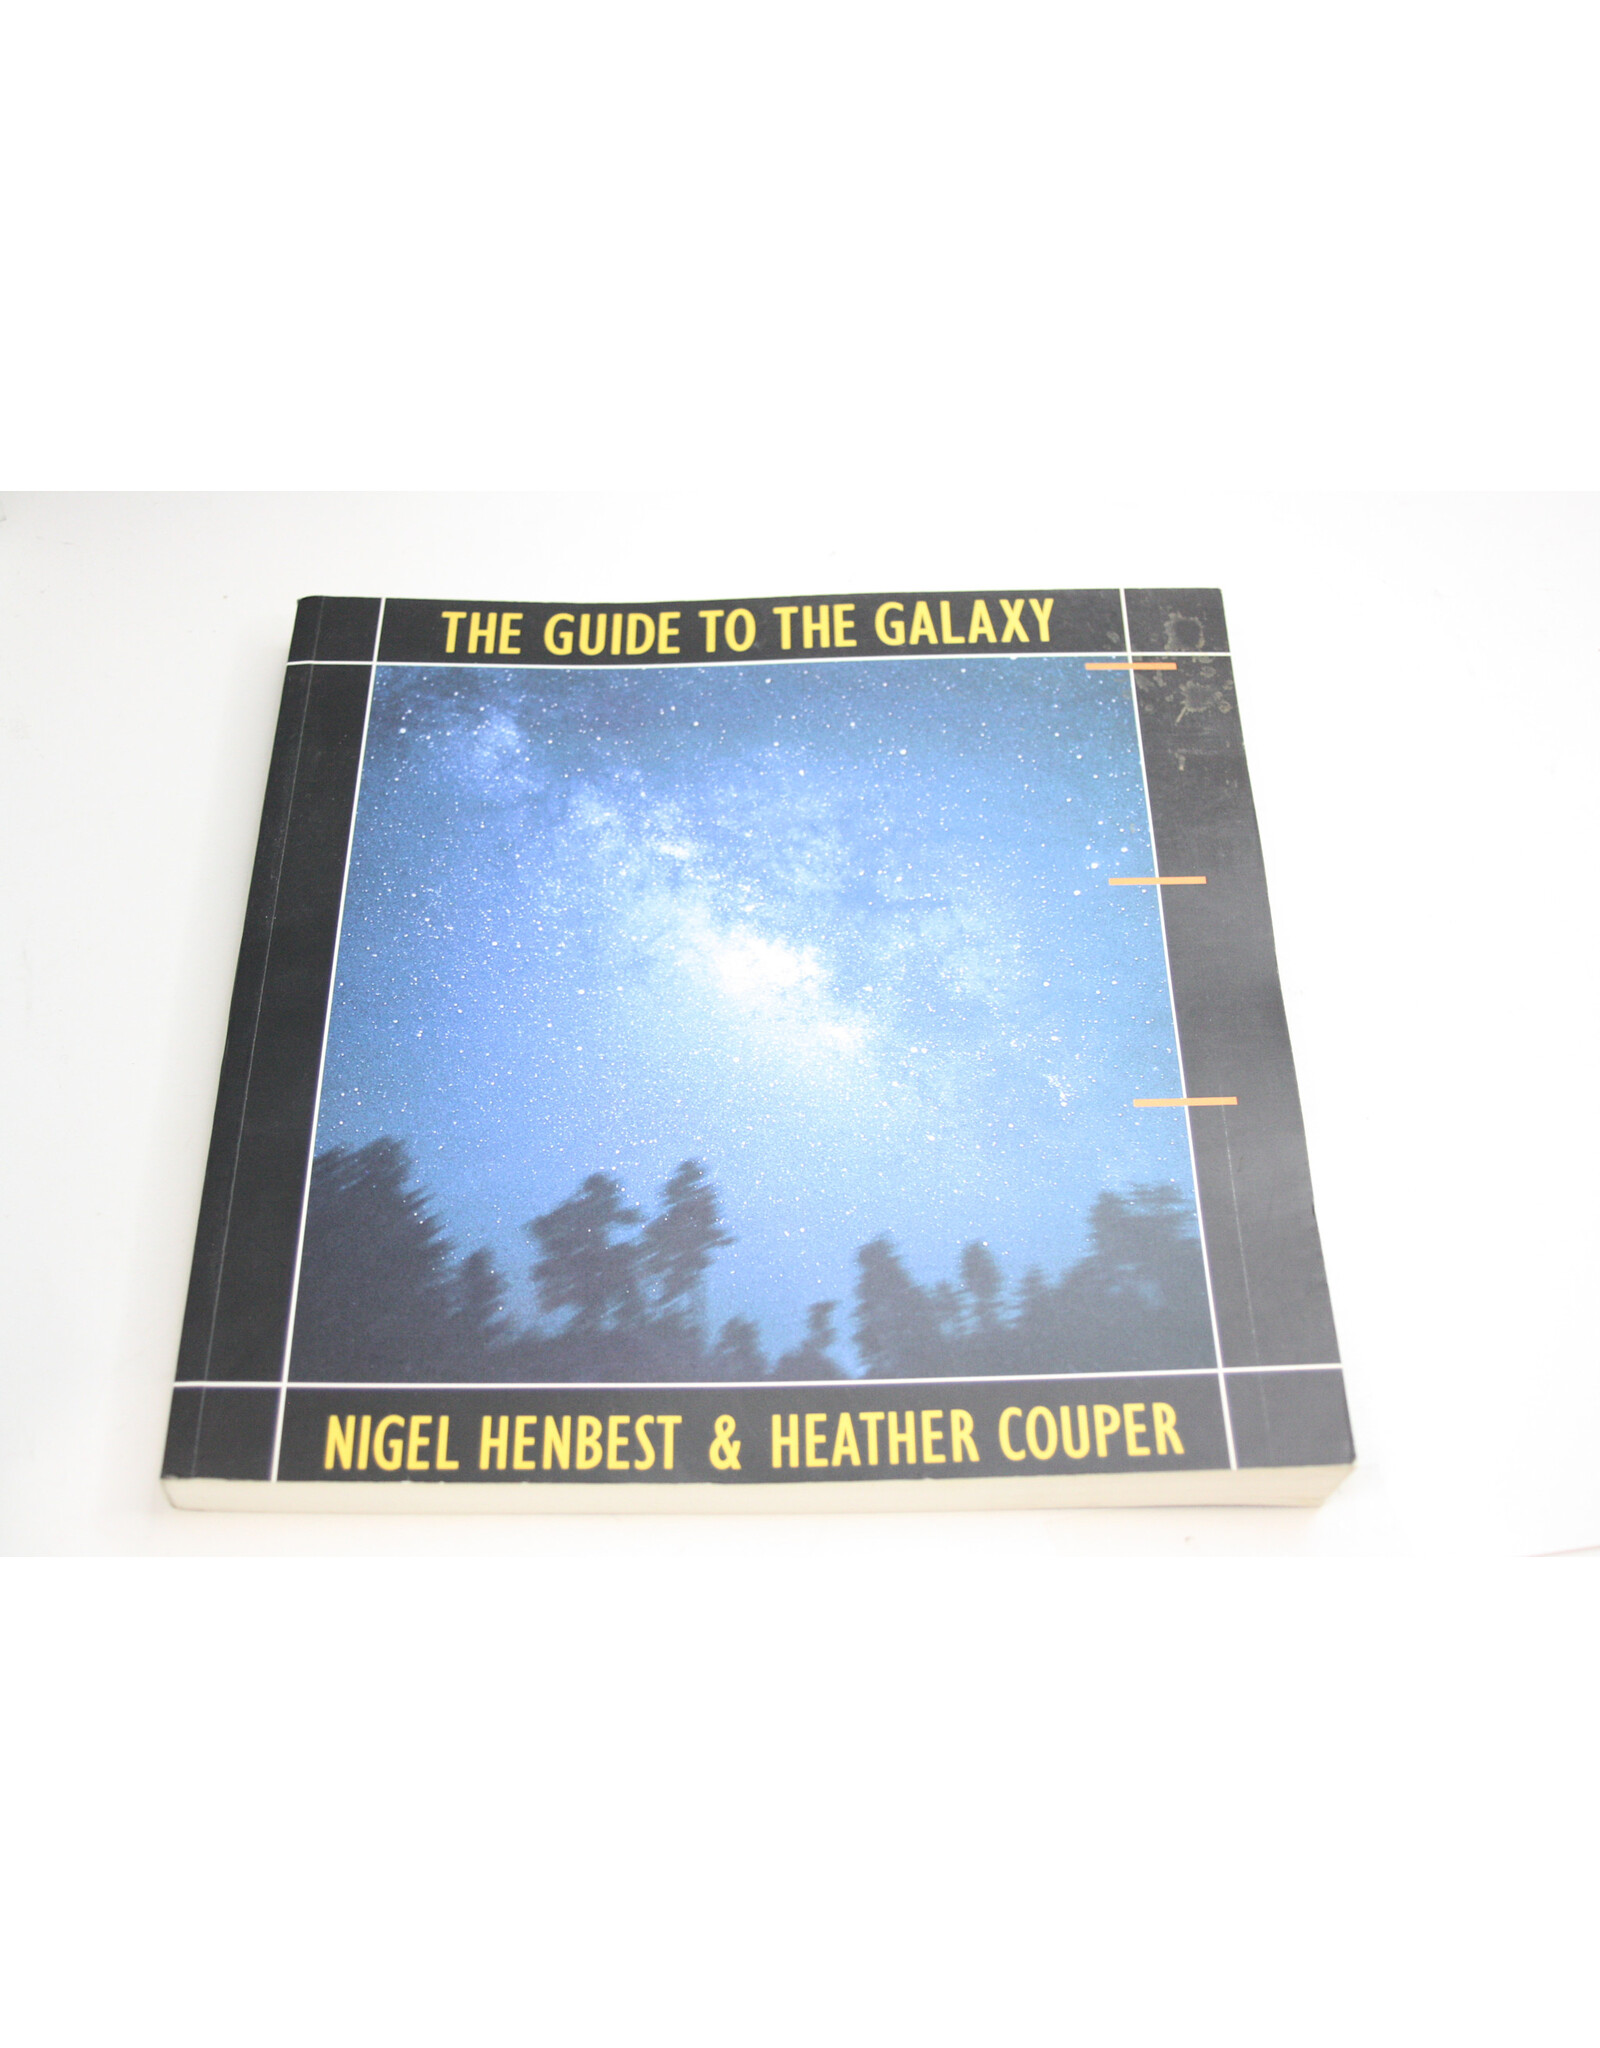 THE GUIDE TO THE GALAXY
NIGEL HENBEST & HEATHER COUPER